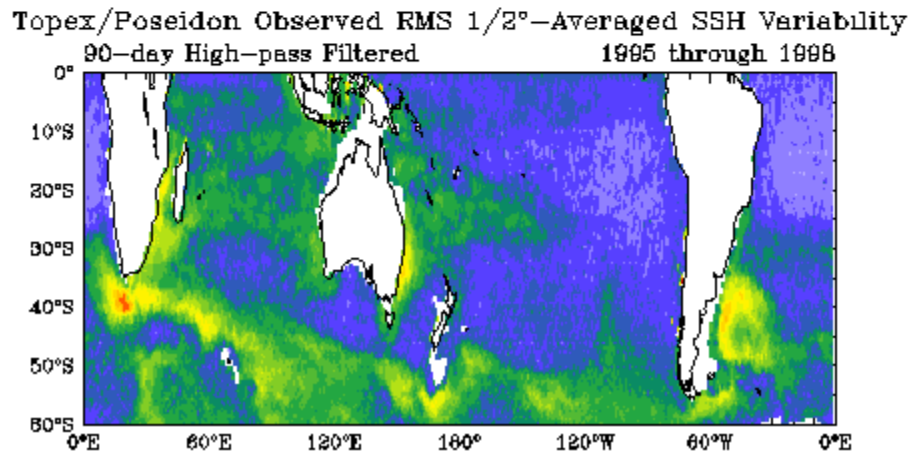 Topex/Poseidon Observed RMS 1/2°-Averaged SSH Variability
90-day High-pass Filtered 1995 through 1998
0°
10°S
20°S
30°S
40°S
50°S
60°S
0°E 60°E 120°E 180° 120°W 60°W 0°E